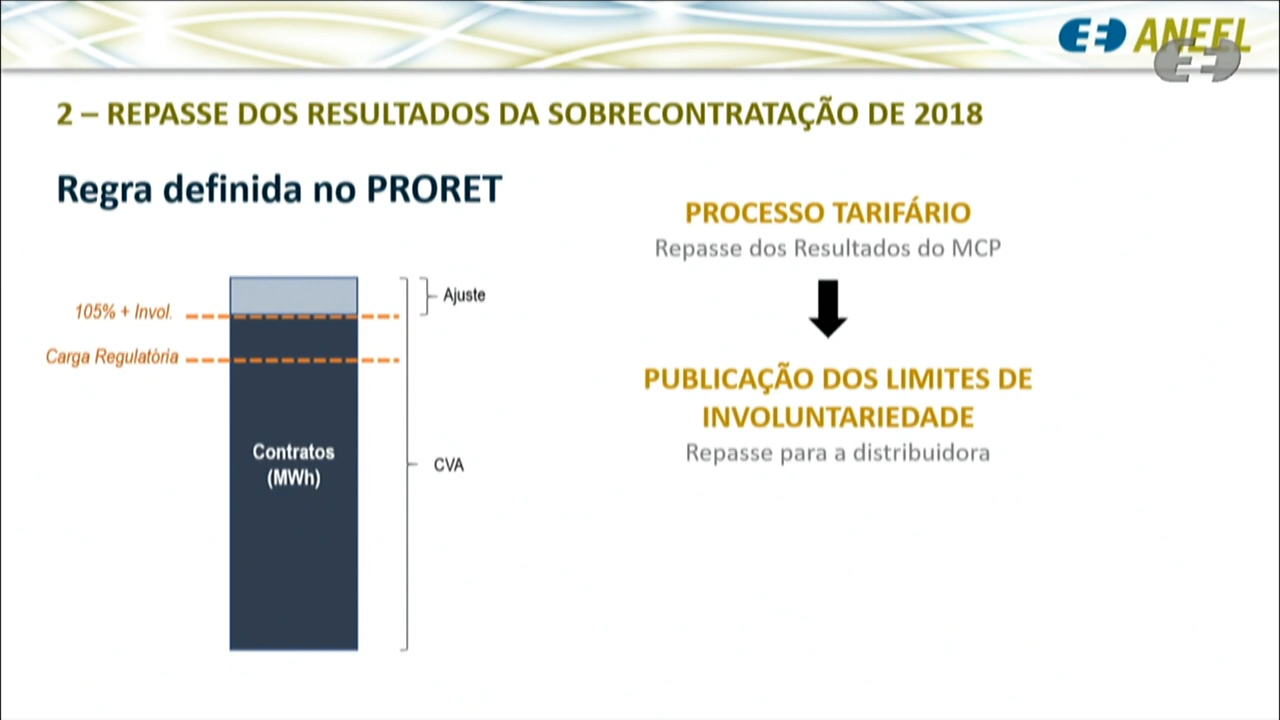 ANEEL
2 – REPASSE DOS RESULTADOS DA SOBRECONTRATAÇÃO DE 2018
Regra definida no PRORET
105% + Invol.
Carga Regulatória
Contratos
(MWh)
Ajuste
CVA
PROCESSO TARIFÁRIO
Repasse dos Resultados do MCP
PUBLICAÇÃO DOS LIMITES DE
INVOLUNTARIEDADE
Repasse para a distribuidora